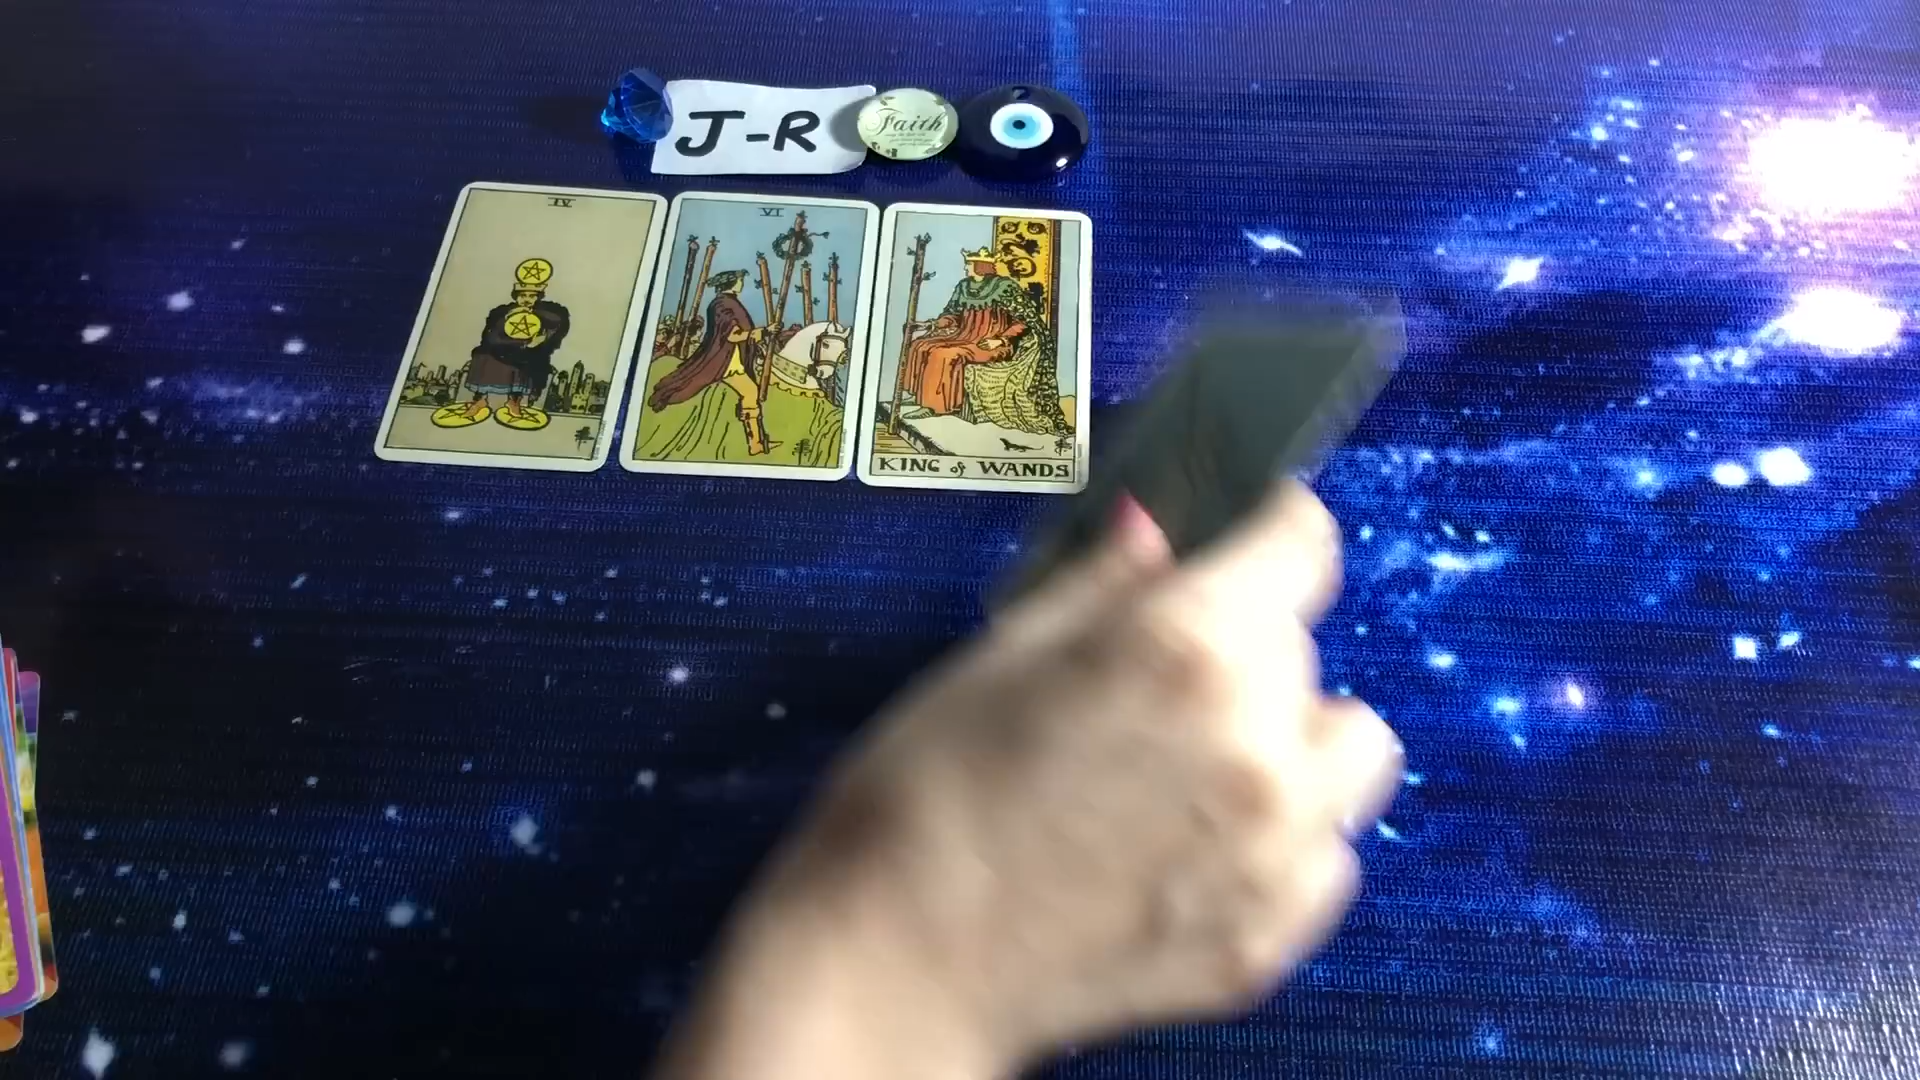 J-R
Faith
IV
VI
KING of WANDS